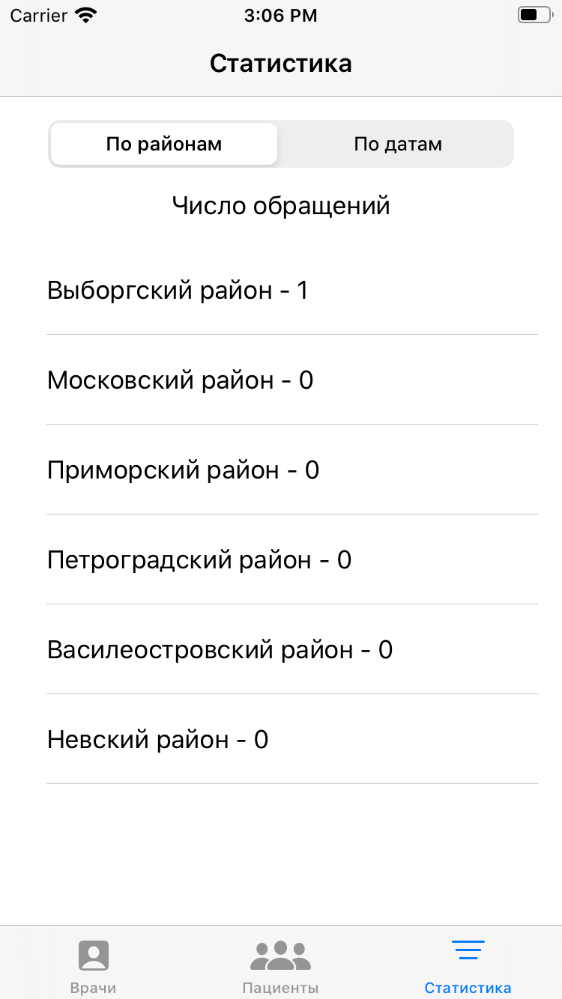 Carrier 3:06 PM
Статистика
По районам По датам
Число обращений
Выборгский район - 1
Московский район - 0
Приморский район - 0
Петроградский район - 0
Василеостровский район - 0
Невский район - 0
Врачи Пациенты Статистика